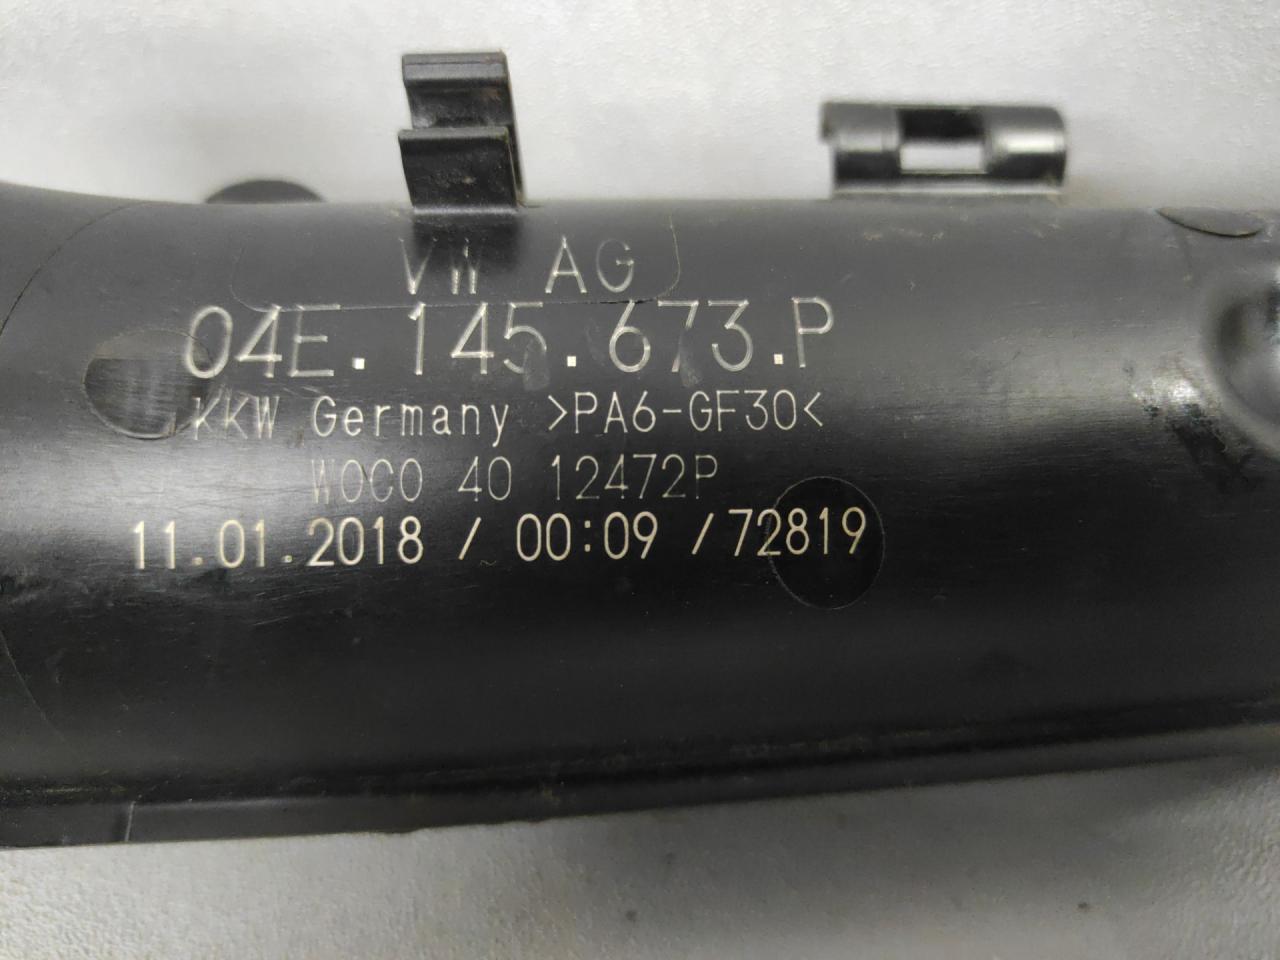 VW AG
04E.145.673.P
KKW Germany >PA6-GF30<
WOCO 40 12472P
11.01.2018 / 00:09 /72819